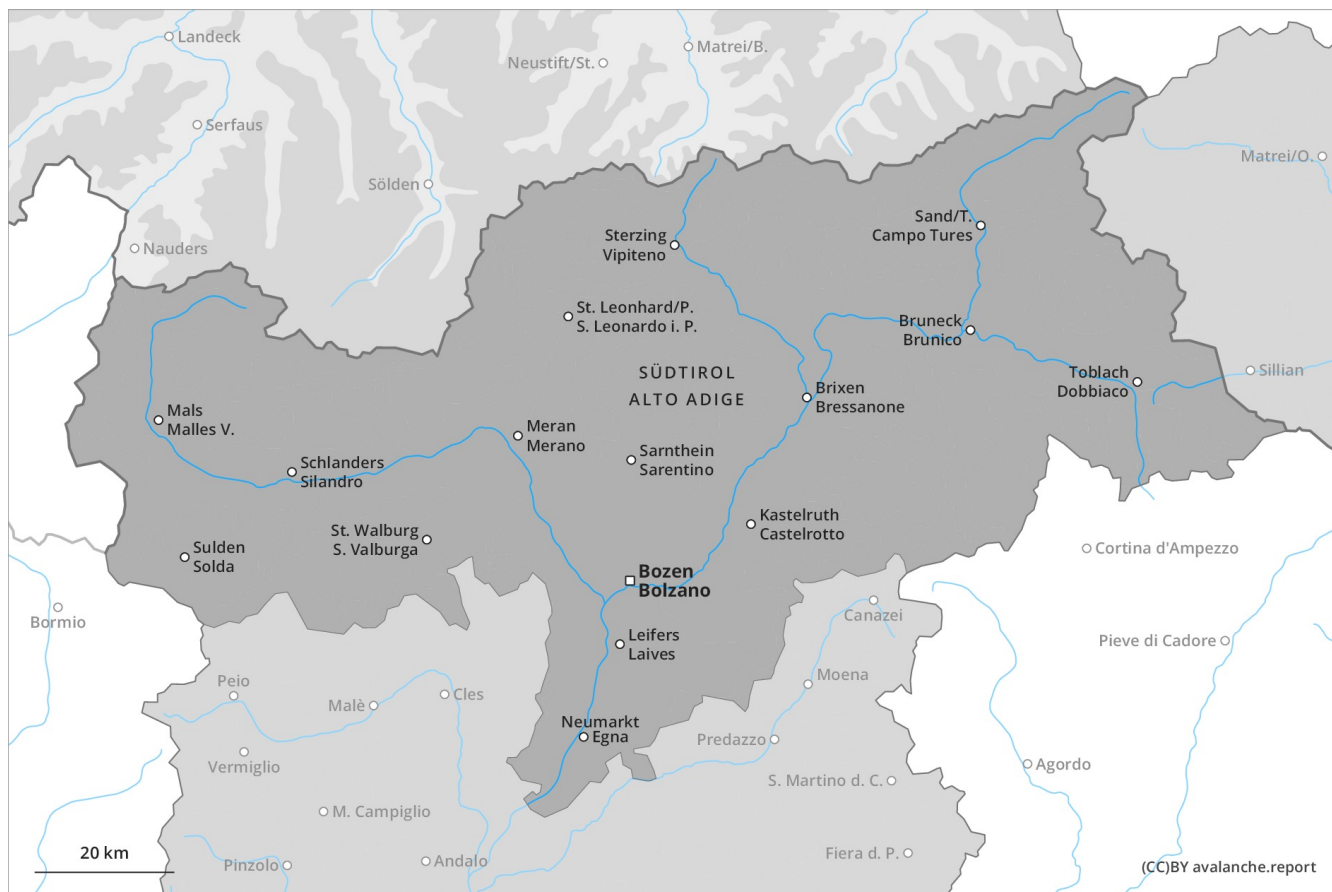 Landeck
Matrei/B.
Neustift/St.
Serfaus
Matrei/O.
Sölden
Nauders
Sand/T.
Campo Tures
Sterzing
Vipiteno
St. Leonhard/P.
S. Leonardo i. P.
Bruneck
Brunico
SÜDTIROL
ALTO ADIGE
Toblach
Dobbiaco
Sillian
Brixen
Bressanone
Mals
Malles V.
Meran
Merano
Sarnthein
Sarentino
Schlanders
Silandro
Kastelruth
Castelrotto
St. Walburg
S. Valburga
Sulden
Solda
Cortina d'Ampezzo
Bozen
Bolzano
Bormio
Canazei
Leifers
Laives
Pieve di Cadore
Moena
Peio
Malè
Cles
Neumarkt
Egna
Predazzo
Vermiglio
Agordo
S. Martino d. C.
M. Campiglio
20 km
Pinzolo
Andalo
Fiera d. P.
(CC)BY avalanche.report